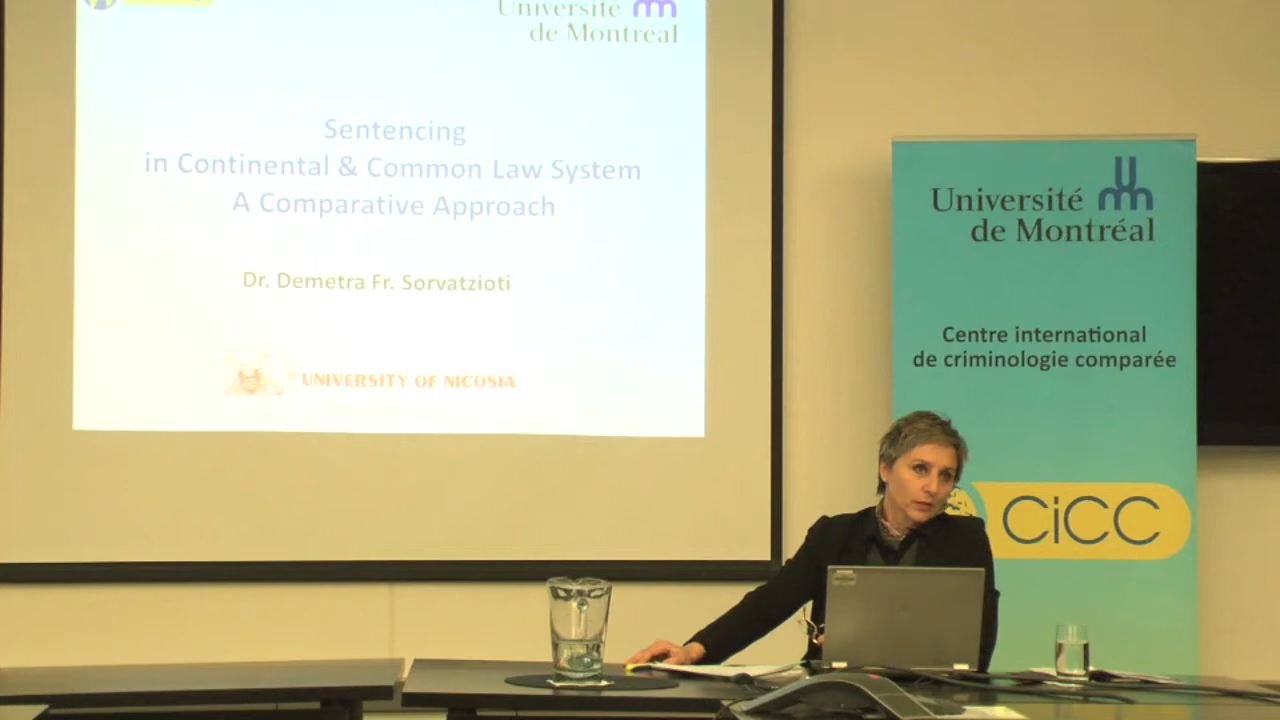 Université
de Montréal
Sentencing
in Continental & Common Law System
A Comparative Approach
Dr. Demetra Fr. Sorvatzioti
UNIVERSITY OF NICOSIA
Université
de Montréal
Centre international
de criminologie comparée
CiCC